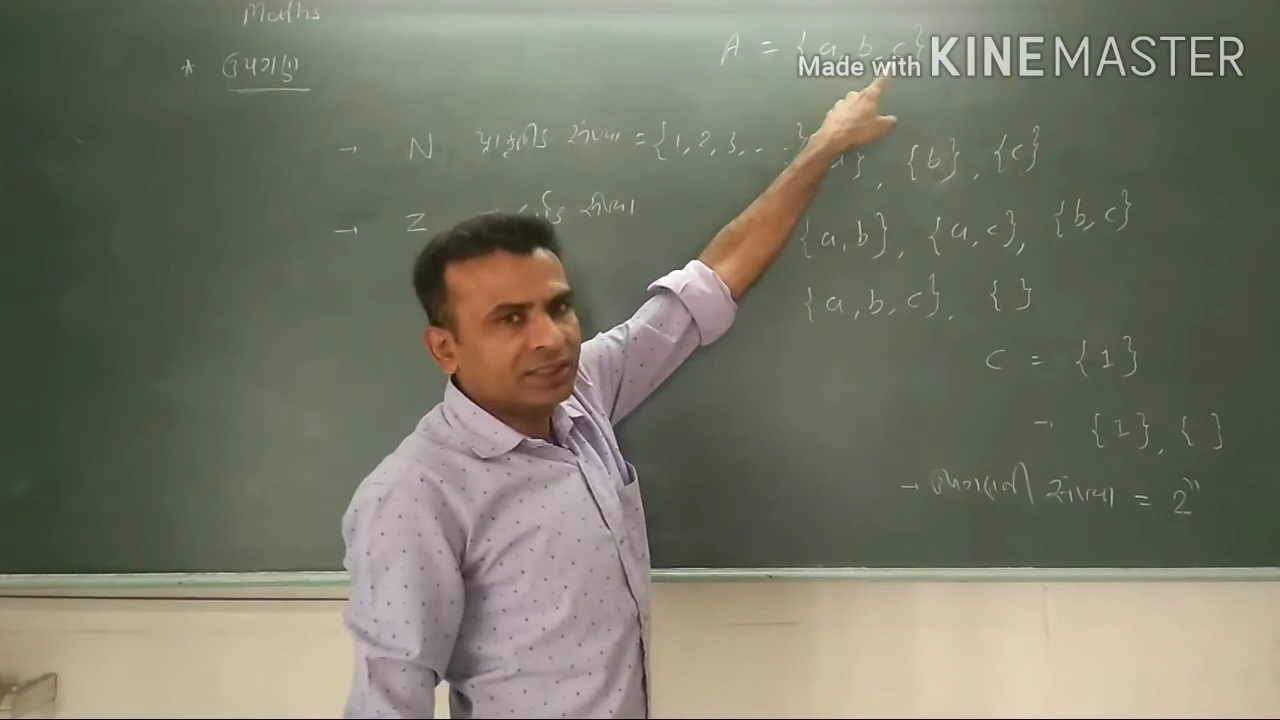 Maths
* ઉપગણ
→ N પ્રાકૃતિક સંખ્યા = {1, 2, 3, ...}
→ Z સંખ્યા
A = {a, b, c}
{b}, {c}
{a, b}, {a, c}, {b, c}
{a, b, c}, { }
C = {1}
→ {1}, { }
→ ઉપગણની સંખ્યા = 2ⁿ
Made with KINEMASTER